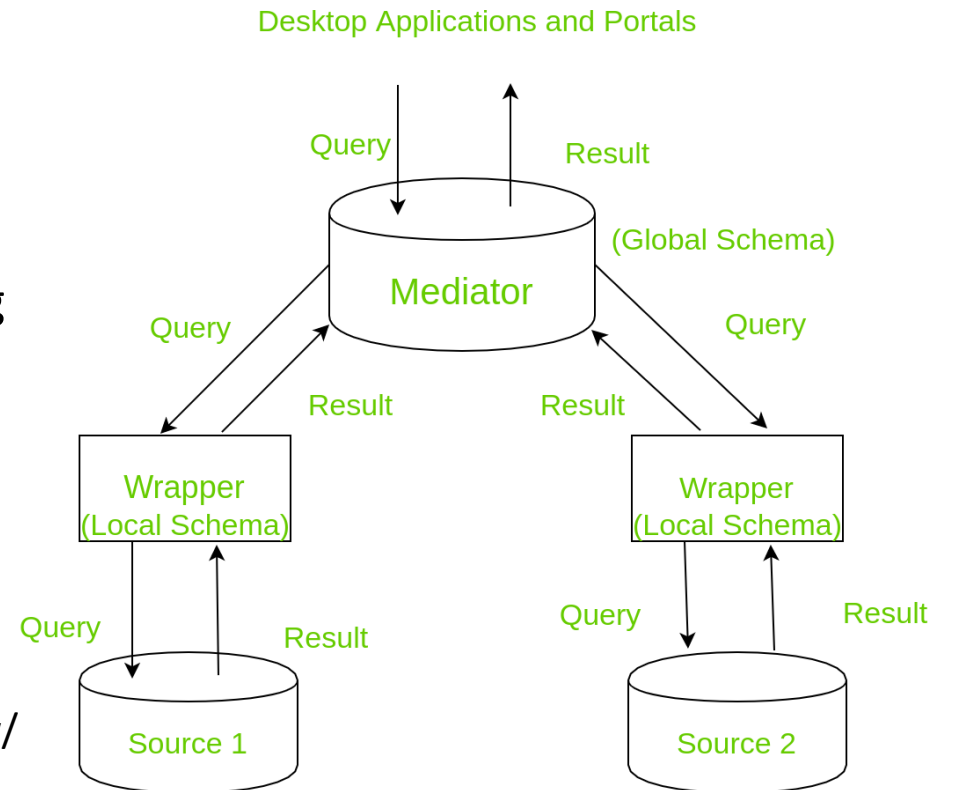 Desktop Applications and Portals
Query
Result
(Global Schema)
Mediator
Query
Query
Result
Result
Wrapper
(Local Schema)
Wrapper
(Local Schema)
Query
Result
Query
Result
Source 1
Source 2
g
/